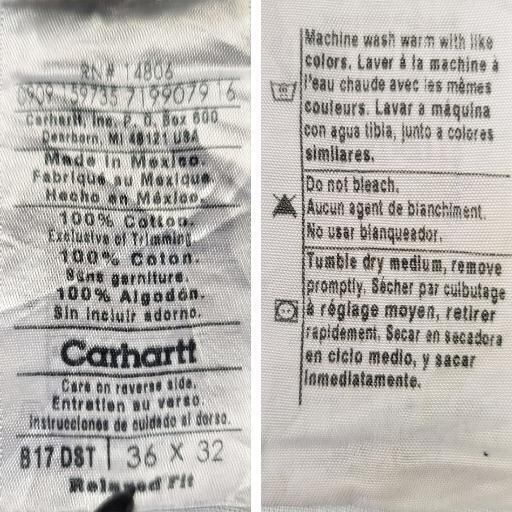 RN# 14806
0909 159735 7199079 16
Carhartt, Inc. P. O. Box 600
Dearborn, MI 48121 USA
Made in Mexico.
Fabriqué au Mexique
Hecho en México.
100% Cotton.
Exclusive of Trimming
100% Coton.
Sans garniture.
100% Algodón.
Sin incluir adorno.
Carhartt
Care on reverse side.
Entretien au verso.
Instrucciones de cuidado al dorso.
B17 DST 36 X 32
Relaxed Fit
Machine wash warm with like
colors. Laver à la machine à
l'eau chaude avec les mêmes
couleurs. Lavar a máquina
con agua tibia, junto a colores
similares.
Do not bleach.
Aucun agent de blanchiment.
No usar blanqueador.
Tumble dry medium, remove
promptly. Sécher par culbutage
à réglage moyen, retirer
rapidement. Secar en secadora
en ciclo medio, y sacar
inmediatamente.